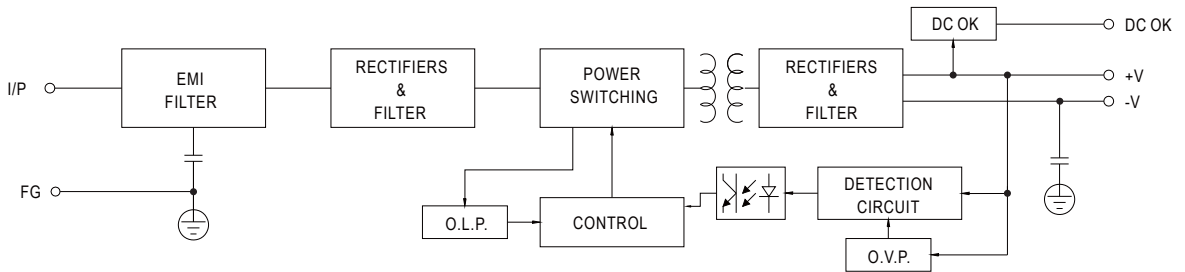 DC OK
DC OK
I/P
EMI
FILTER
RECTIFIERS
&
FILTER
POWER
SWITCHING
RECTIFIERS
&
FILTER
+V
-V
FG
O.L.P.
CONTROL
DETECTION
CIRCUIT
O.V.P.